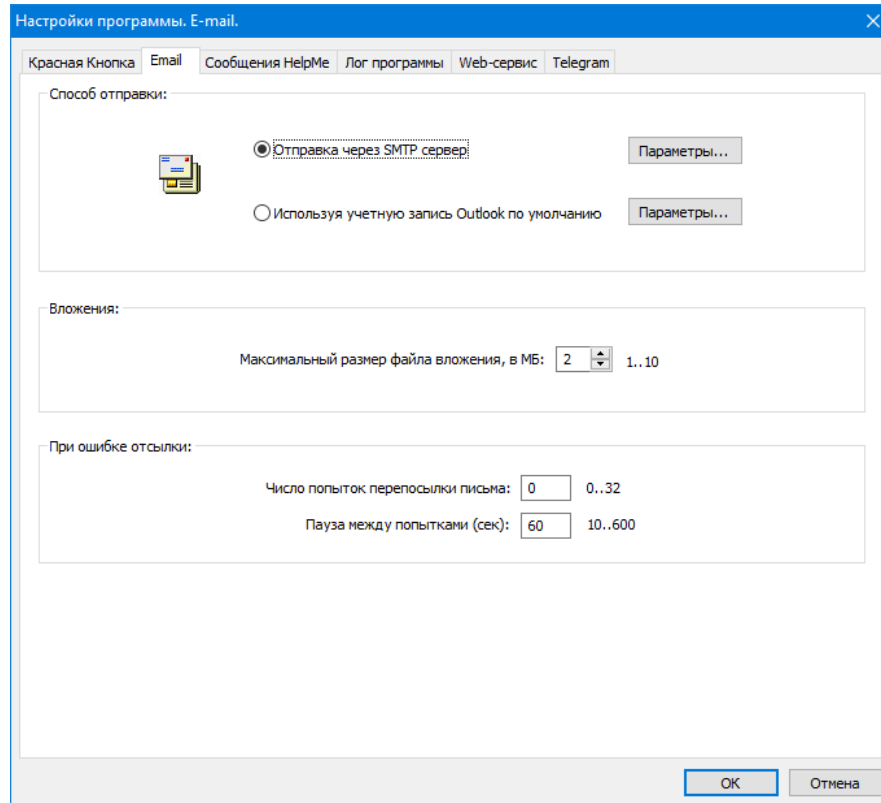 Настройки программы. E-mail.
Красная Кнопка Email Сообщения HelpMe Лог программы Web-сервис Telegram
Способ отправки:
Отправка через SMTP сервер Параметры...
Используя учетную запись Outlook по умолчанию Параметры...
Вложения:
Максимальный размер файла вложения, в МБ: 2 1..10
При ошибке отсылки:
Число попыток перепосылки письма: 0 0..32
Пауза между попытками (сек): 60 10..600
OK Отмена